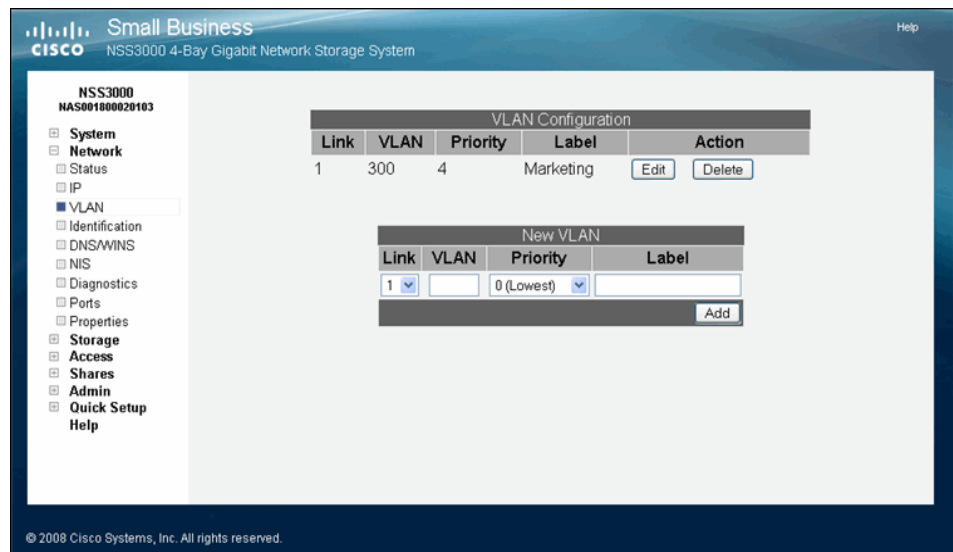 Small Business
Help
CISCO NSS3000 4-Bay Gigabit Network Storage System
NSS3000
NAS001800020103
System
Network
Status
IP
VLAN
Identification
DNS/WINS
NIS
Diagnostics
Ports
Properties
Storage
Access
Shares
Admin
Quick Setup
Help
VLAN Configuration
Link VLAN Priority Label Action
1 300 4 Marketing Edit Delete
New VLAN
Link VLAN Priority Label
1 0 (Lowest)
Add
© 2008 Cisco Systems, Inc. All rights reserved.